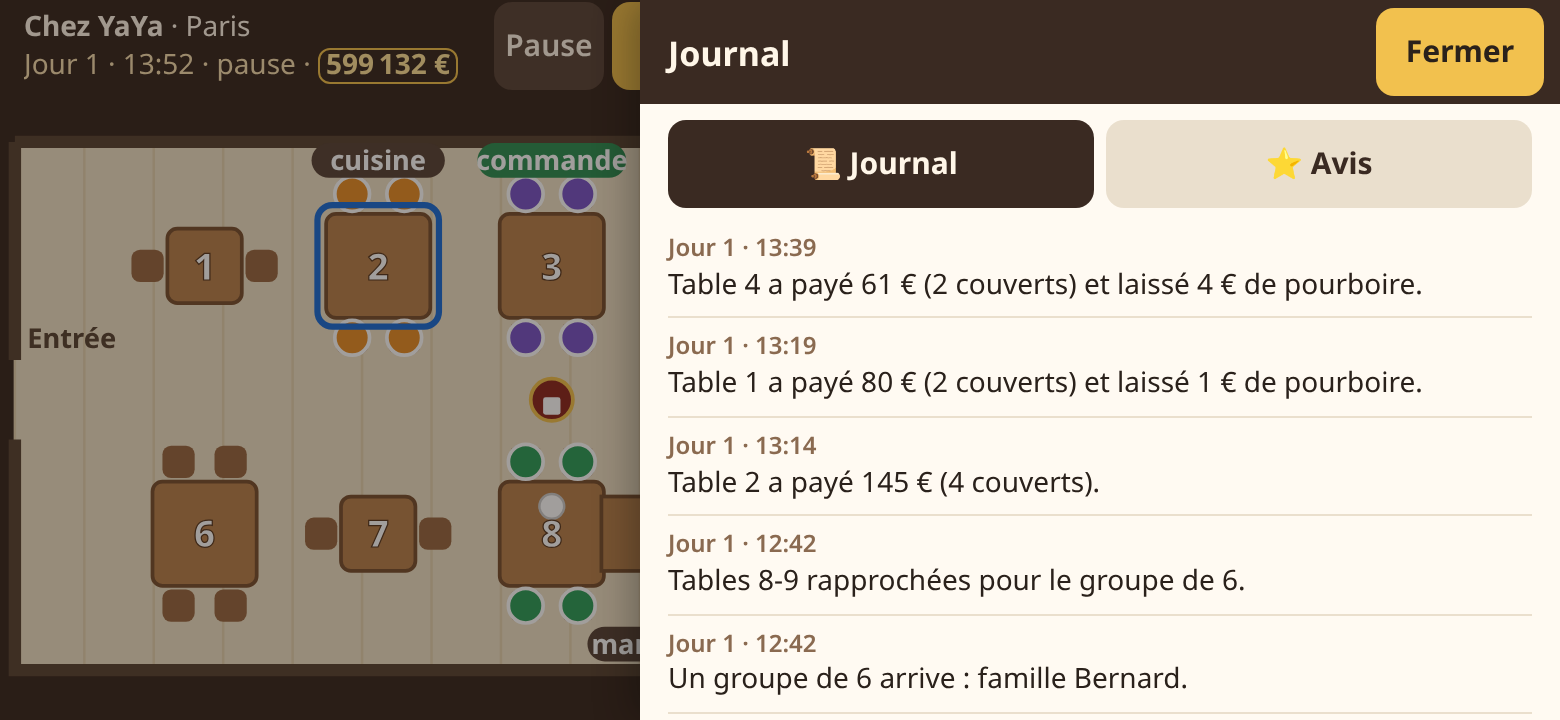 Chez YaYa · Paris
Jour 1 · 13:52 · pause · 599 132 €
Pause
cuisine
commande
1
2
3
Entrée
6
7
8
Journal
Fermer
📜 Journal
⭐ Avis
Jour 1 · 13:39
Table 4 a payé 61 € (2 couverts) et laissé 4 € de pourboire.
Jour 1 · 13:19
Table 1 a payé 80 € (2 couverts) et laissé 1 € de pourboire.
Jour 1 · 13:14
Table 2 a payé 145 € (4 couverts).
Jour 1 · 12:42
Tables 8-9 rapprochées pour le groupe de 6.
Jour 1 · 12:42
Un groupe de 6 arrive : famille Bernard.